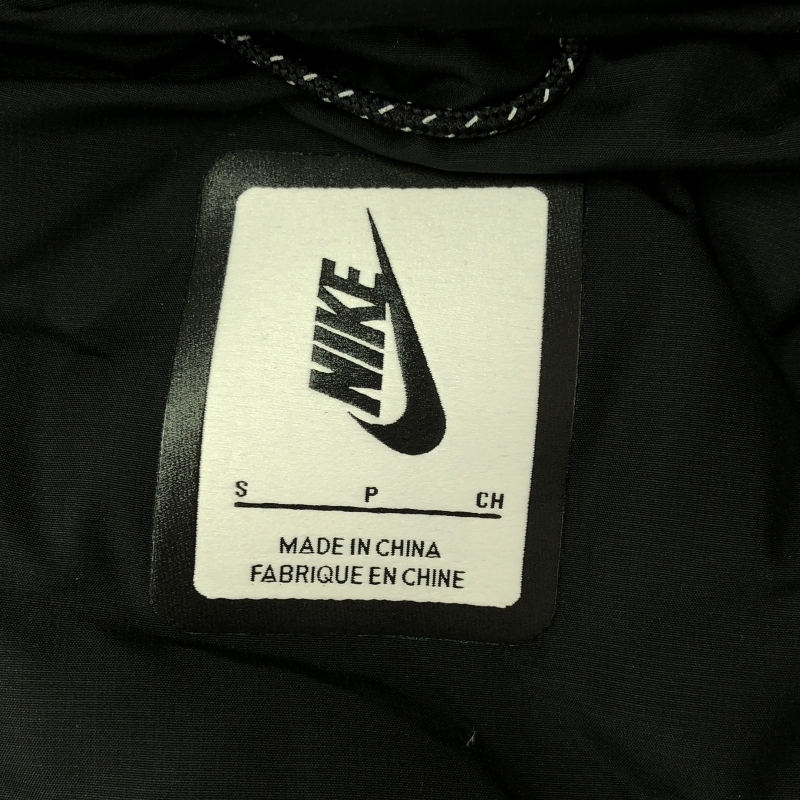 NIKE
S P CH
MADE IN CHINA
FABRIQUE EN CHINE